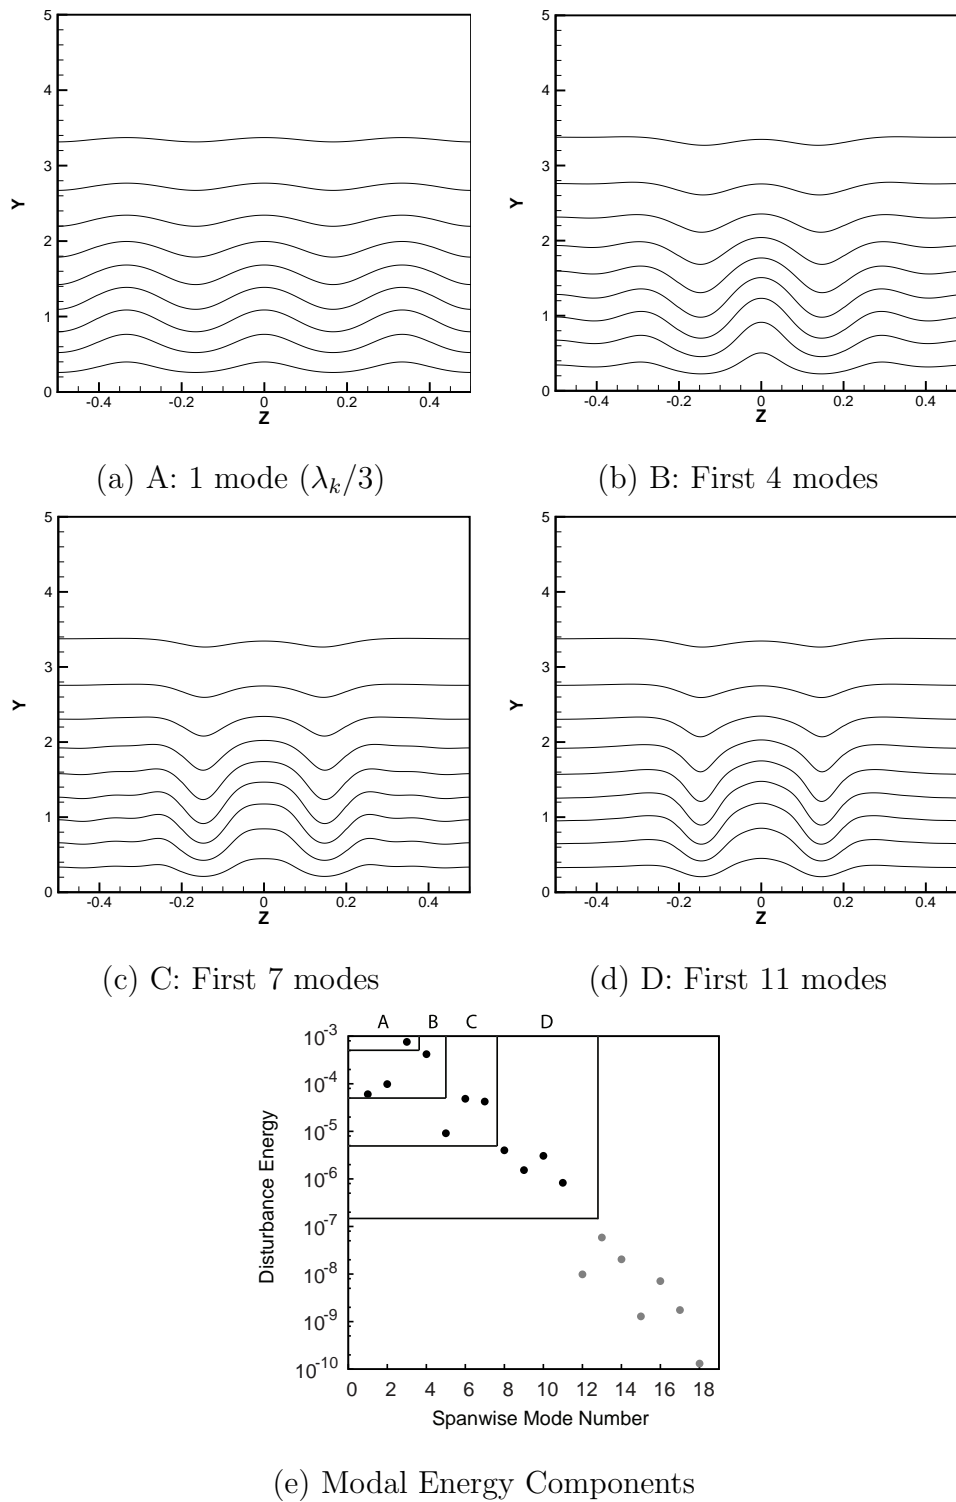 5
4
3
2
1
0
Y
-0.4 -0.2 0 0.2 0.4
Z
5
4
3
2
1
0
Y
-0.4 -0.2 0 0.2 0.4
Z
(a) A: 1 mode (λk/3)
(b) B: First 4 modes
5
4
3
2
1
0
Y
-0.4 -0.2 0 0.2 0.4
Z
5
4
3
2
1
0
Y
-0.4 -0.2 0 0.2 0.4
Z
(c) C: First 7 modes
(d) D: First 11 modes
A B C D
10-3
10-4
10-5
10-6
10-7
10-8
10-9
10-10
Disturbance Energy
0 2 4 6 8 10 12 14 16 18
Spanwise Mode Number
(e) Modal Energy Components